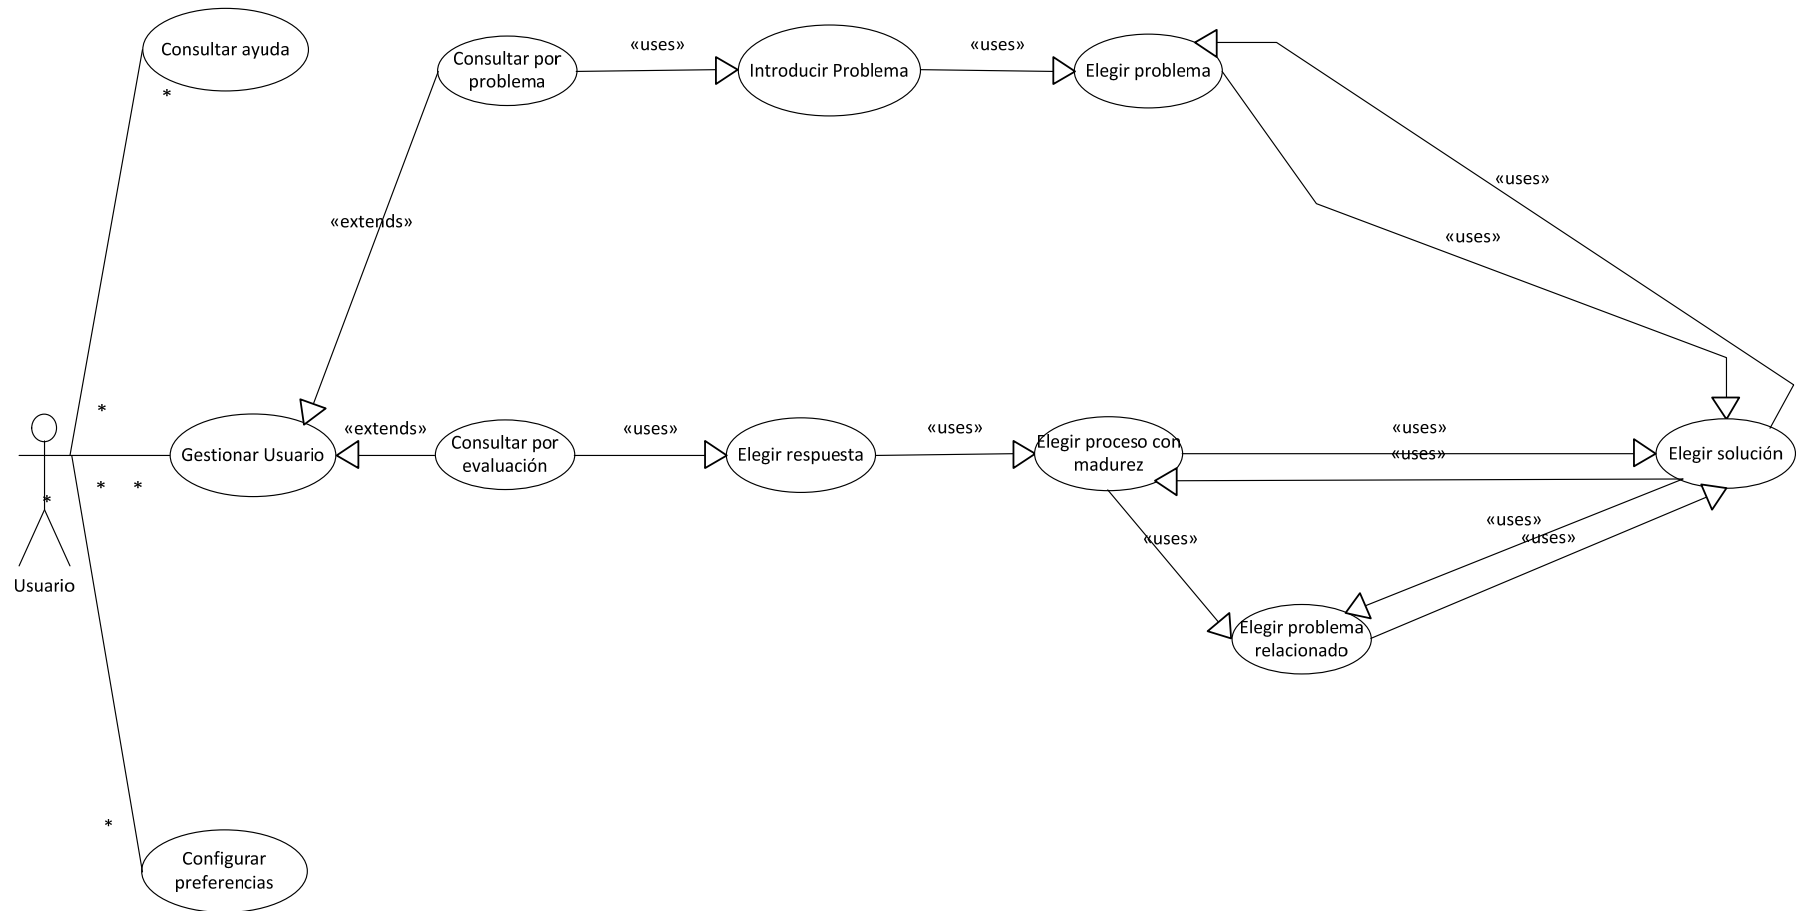 Consultar ayuda
*
Consultar por
problema
«uses»
Introducir Problema
«uses»
Elegir problema
«uses»
«uses»
«extends»
*
Gestionar Usuario
«extends»
Consultar por
evaluación
«uses»
Elegir respuesta
«uses»
Elegir proceso con
madurez
«uses»
«uses»
Elegir solución
*
*
*
«uses»
«uses»
«uses»
Usuario
Elegir problema
relacionado
*
Configurar
preferencias